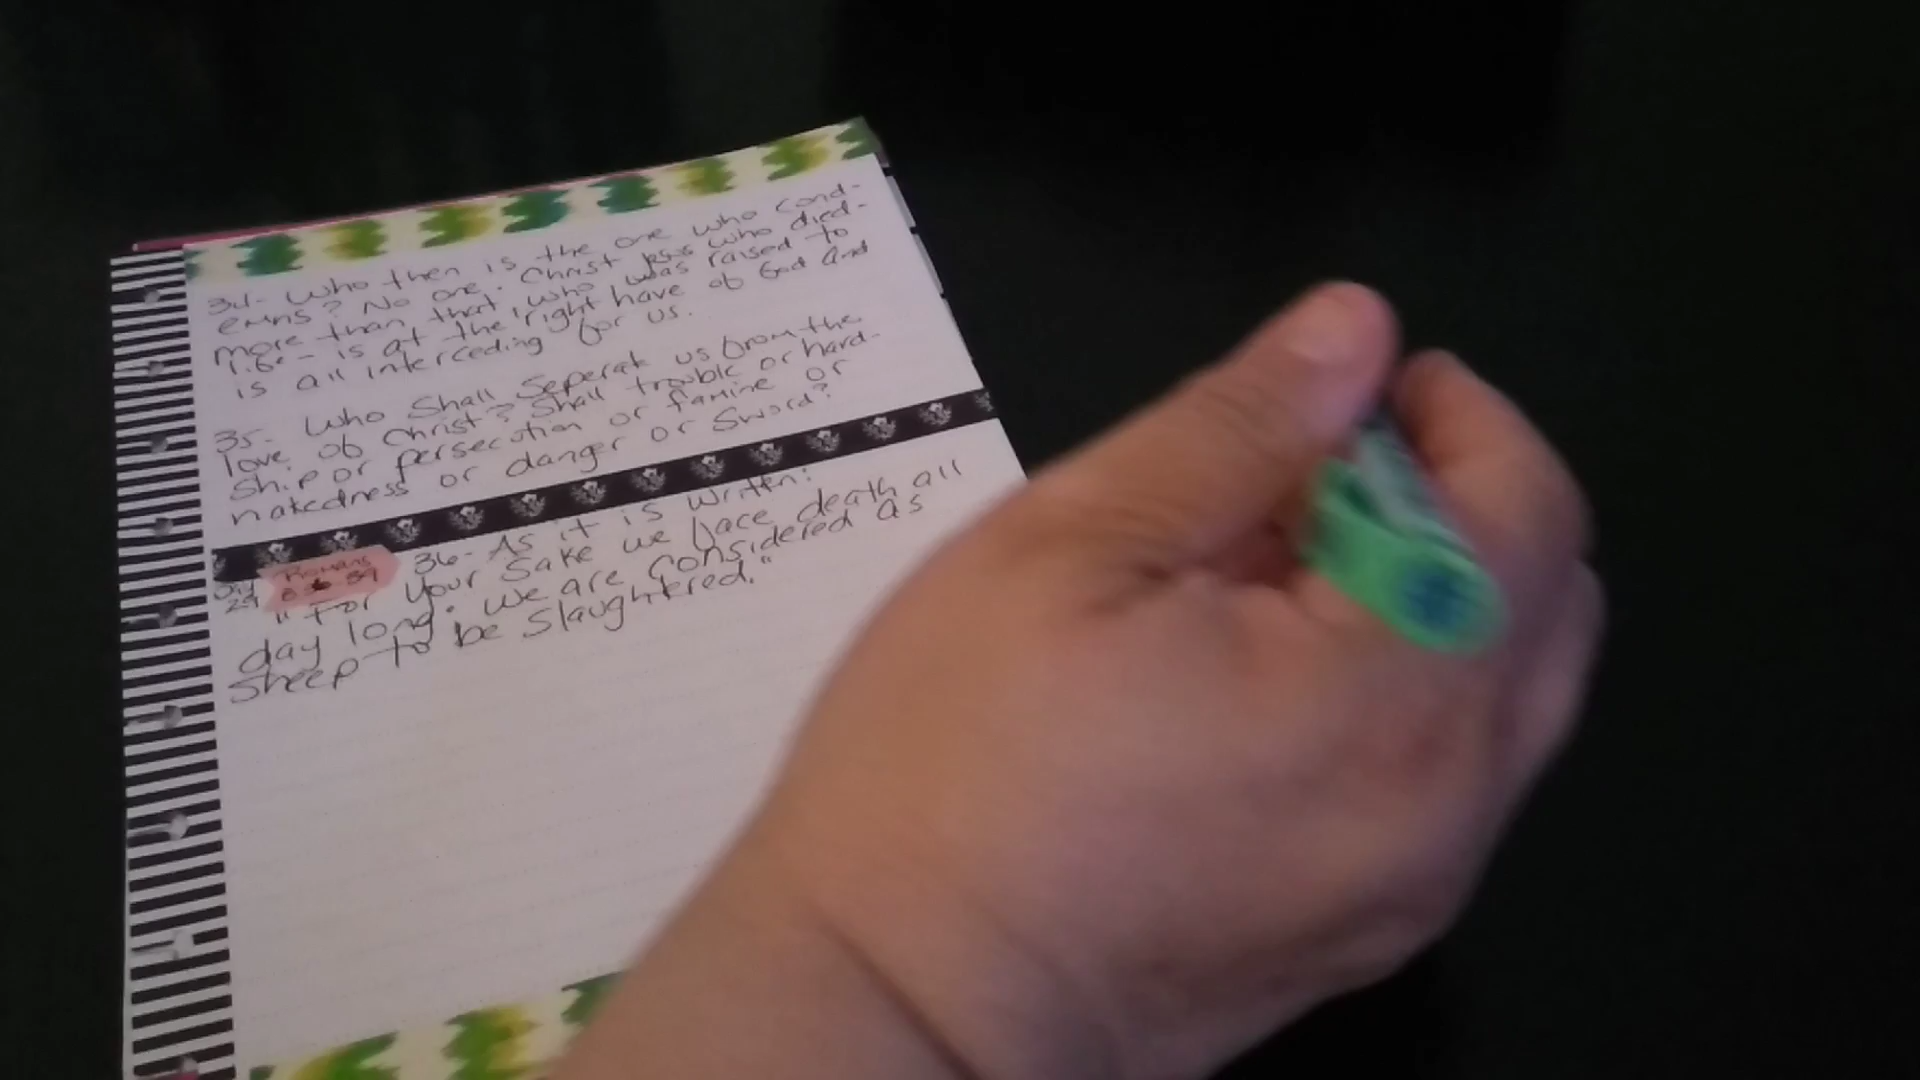 34- Who then is the one who cond-
emns? No one. Christ Jesus who died-
more than that, who was raised to
life- is at the right have of God and
is all interceding for us.
35- Who Shall Seperate us from the
love of Christ? Shall trouble or hard-
Ship or persecution or famine or
nakedness or danger or Sword?
Romans
36- As it is written:
"For Your Sake we face death all
day long. We are considered as
Sheep to be Slaughtered."